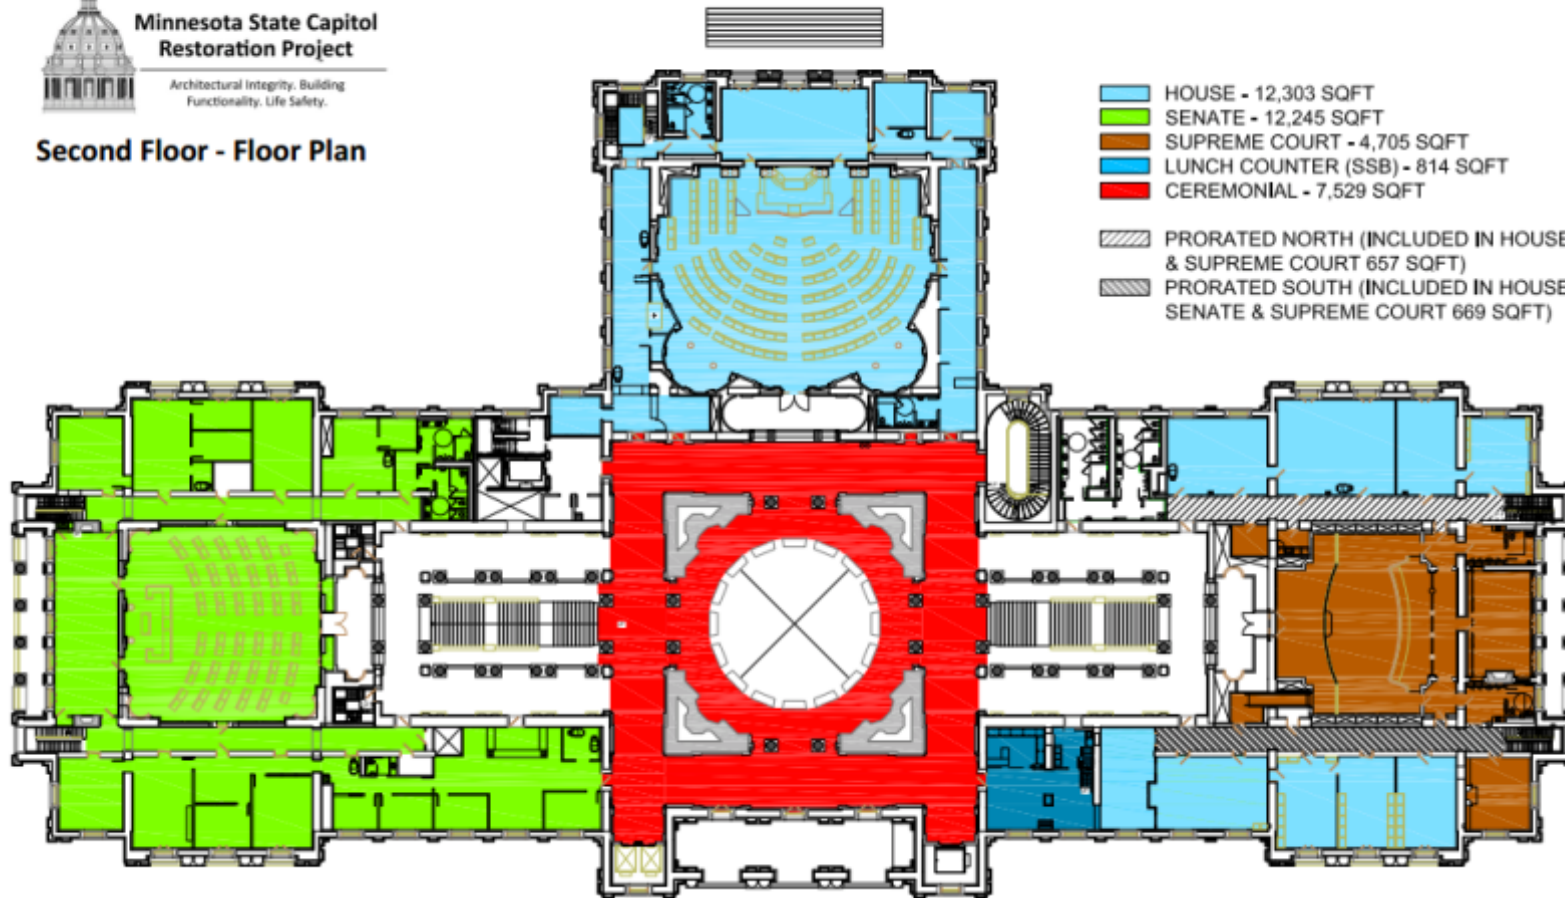 Minnesota State Capitol
Restoration Project
Architectural Integrity. Building
Functionality. Life Safety.
Second Floor - Floor Plan
HOUSE - 12,303 SQFT
SENATE - 12,245 SQFT
SUPREME COURT - 4,705 SQFT
LUNCH COUNTER (SSB) - 814 SQFT
CEREMONIAL - 7,529 SQFT
PRORATED NORTH (INCLUDED IN HOUSE
& SUPREME COURT 657 SQFT)
PRORATED SOUTH (INCLUDED IN HOUSE
SENATE & SUPREME COURT 669 SQFT)